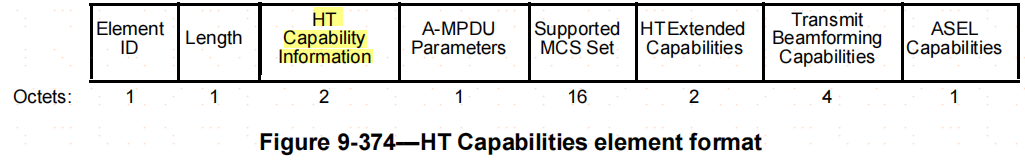 Element ID Length HT Capability Information A-MPDU Parameters Supported MCS Set HT Extended Capabilities Transmit Beamforming Capabilities ASEL Capabilities
Octets: 1 1 2 1 16 2 4 1
Figure 9-374—HT Capabilities element format